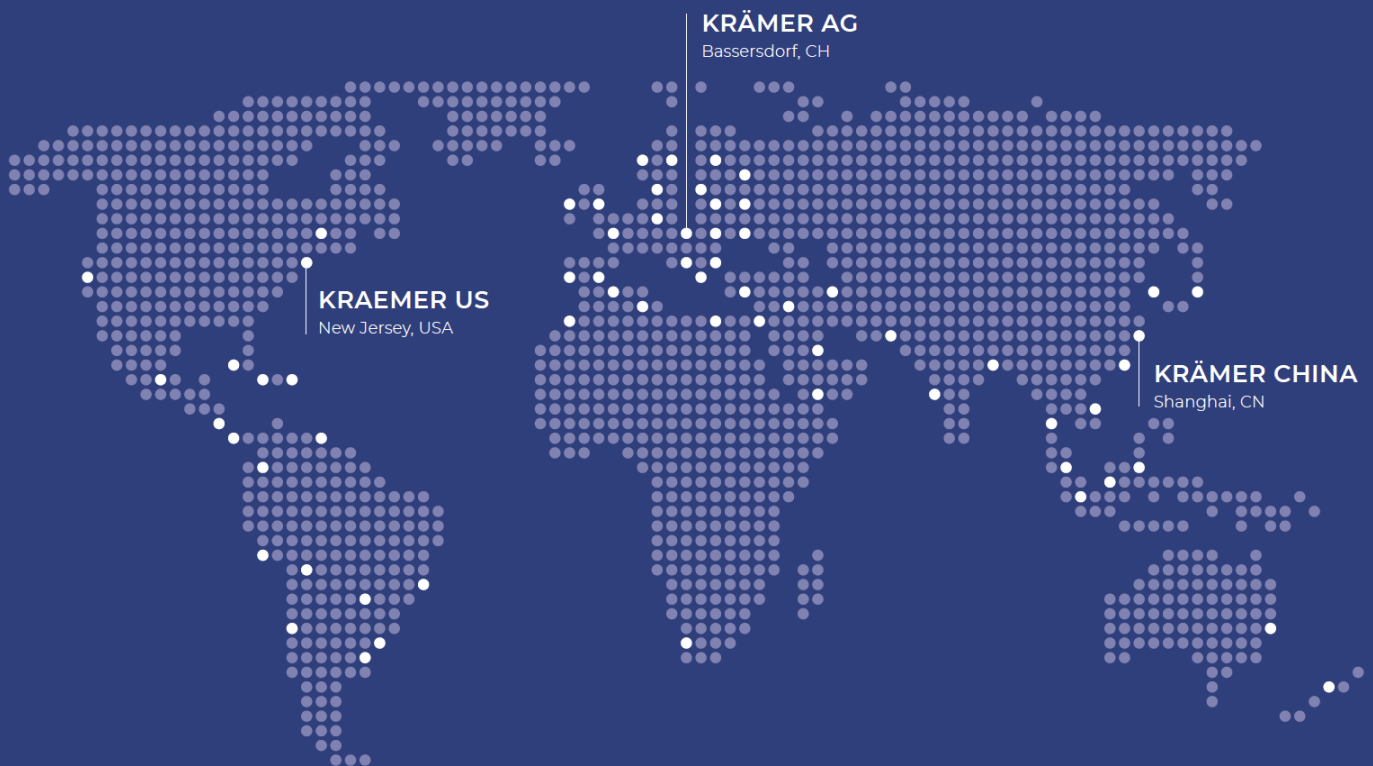 KRÄMER AG
Bassersdorf, CH
KRAEMER US
New Jersey, USA
KRÄMER CHINA
Shanghai, CN